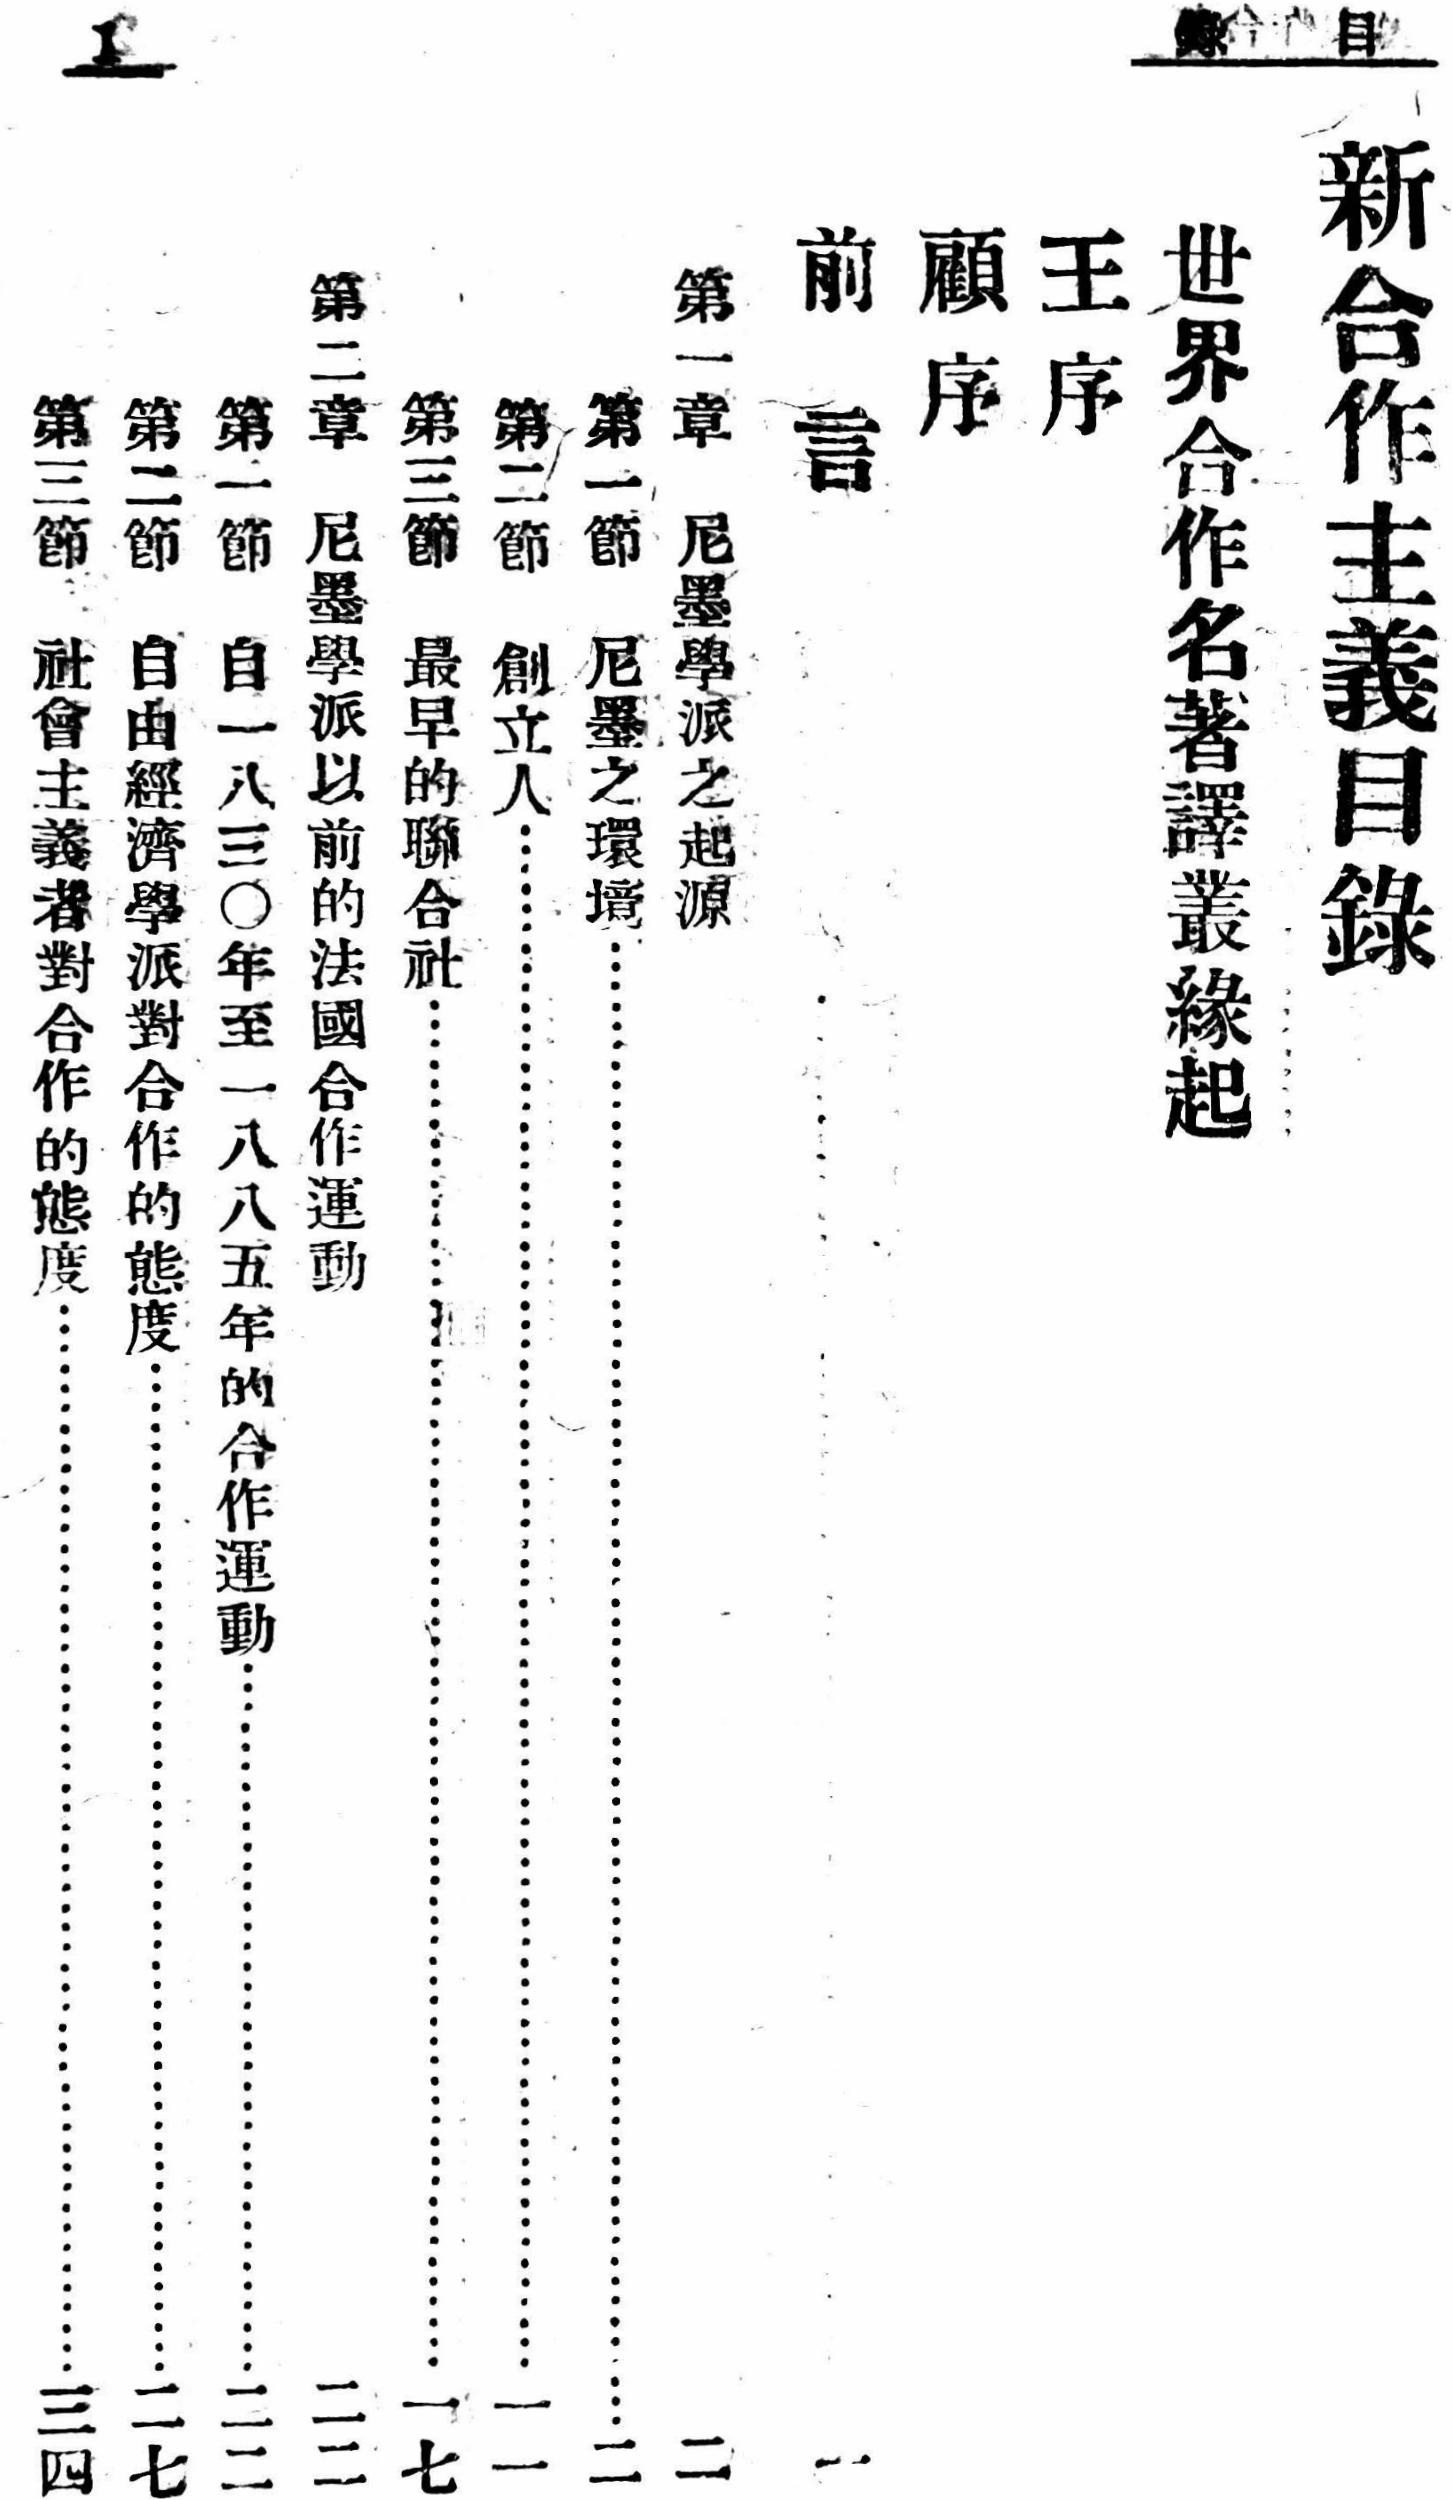 目錄
新合作主義目錄
世界合作名著譯叢緣起
王序
顧序
前言 一
第一章 尼墨學派之起源 二
第一節 尼墨之環境……二
第二節 創立人……一一
第三節 最早的聯合社……一七
第二章 尼墨學派以前的法國合作運動 二二
第一節 自一八三〇年至一八八五年的合作運動……二二
第二節 自由經濟學派對合作的態度……二七
第三節 社會主義者對合作的態度……三四
1